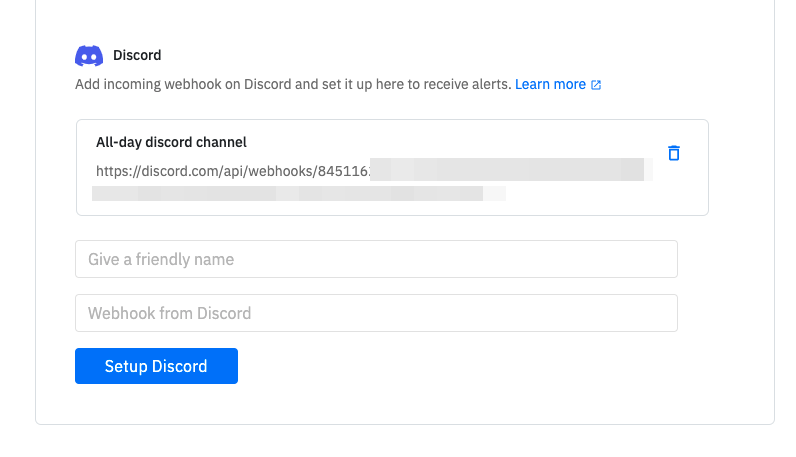 Discord
Add incoming webhook on Discord and set it up here to receive alerts. Learn more
All-day discord channel
https://discord.com/api/webhooks/845116
Give a friendly name
Webhook from Discord
Setup Discord